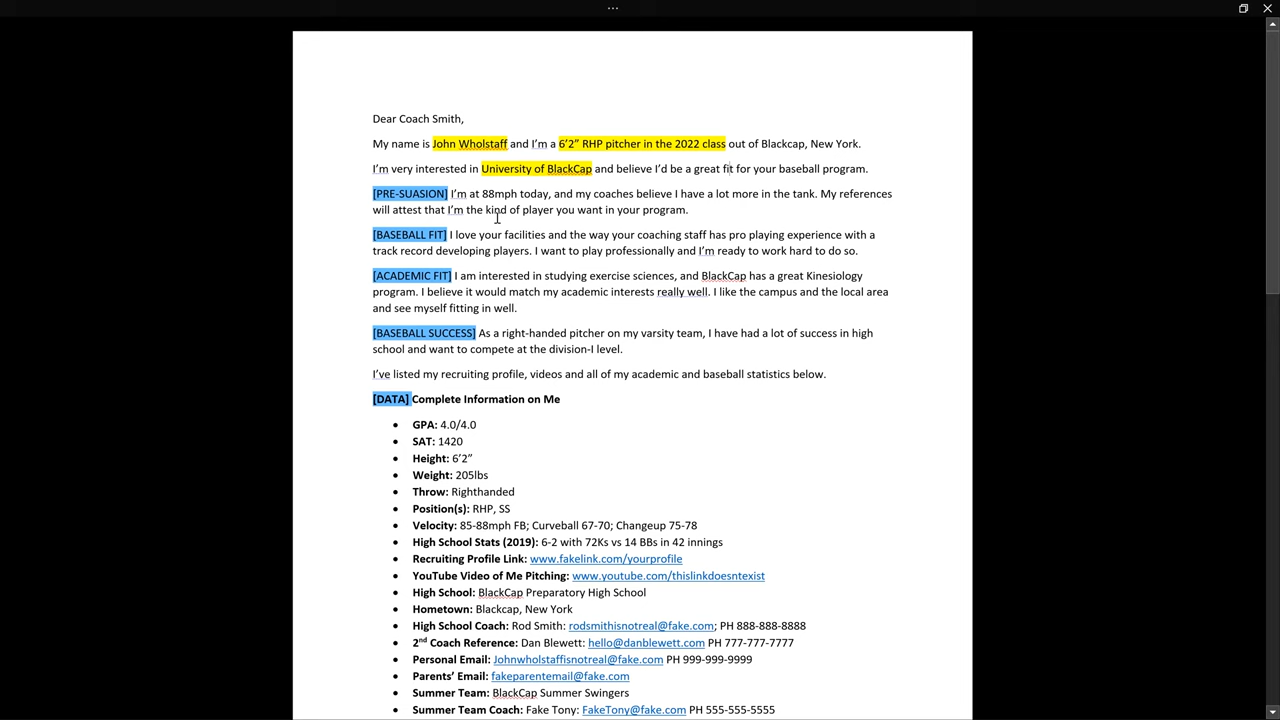 Dear Coach Smith,
My name is John Wholstaff and I'm a 6'2" RHP pitcher in the 2022 class out of Blackcap, New York.
I'm very interested in University of BlackCap and believe I'd be a great fit for your baseball program.
[PRE-SUASION] I'm at 88mph today, and my coaches believe I have a lot more in the tank. My references
will attest that I'm the kind of player you want in your program.
[BASEBALL FIT] I love your facilities and the way your coaching staff has pro playing experience with a
track record developing players. I want to play professionally and I'm ready to work hard to do so.
[ACADEMIC FIT] I am interested in studying exercise sciences, and BlackCap has a great Kinesiology
program. I believe it would match my academic interests really well. I like the campus and the local area
and see myself fitting in well.
[BASEBALL SUCCESS] As a right-handed pitcher on my varsity team, I have had a lot of success in high
school and want to compete at the division-I level.
I've listed my recruiting profile, videos and all of my academic and baseball statistics below.
[DATA] Complete Information on Me
• GPA: 4.0/4.0
• SAT: 1420
• Height: 6'2"
• Weight: 205lbs
• Throw: Righthanded
• Position(s): RHP, SS
• Velocity: 85-88mph FB; Curveball 67-70; Changeup 75-78
• High School Stats (2019): 6-2 with 72Ks vs 14 BBs in 42 innings
• Recruiting Profile Link: www.fakelink.com/yourprofile
• YouTube Video of Me Pitching: www.youtube.com/thislinkdoesntexist
• High School: BlackCap Preparatory High School
• Hometown: Blackcap, New York
• High School Coach: Rod Smith: rodsmithisnotreal@fake.com; PH 888-888-8888
• 2nd Coach Reference: Dan Blewett: hello@danblewett.com PH 777-777-7777
• Personal Email: Johnwholstaffisnotreal@fake.com PH 999-999-9999
• Parents' Email: fakeparentemail@fake.com
• Summer Team: BlackCap Summer Swingers
• Summer Team Coach: Fake Tony: FakeTony@fake.com PH 555-555-5555